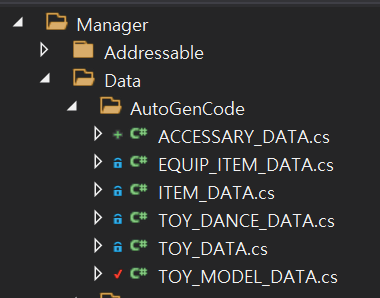 Manager
Addressable
Data
AutoGenCode
C# ACCESSARY_DATA.cs
C# EQUIP_ITEM_DATA.cs
C# ITEM_DATA.cs
C# TOY_DANCE_DATA.cs
C# TOY_DATA.cs
C# TOY_MODEL_DATA.cs